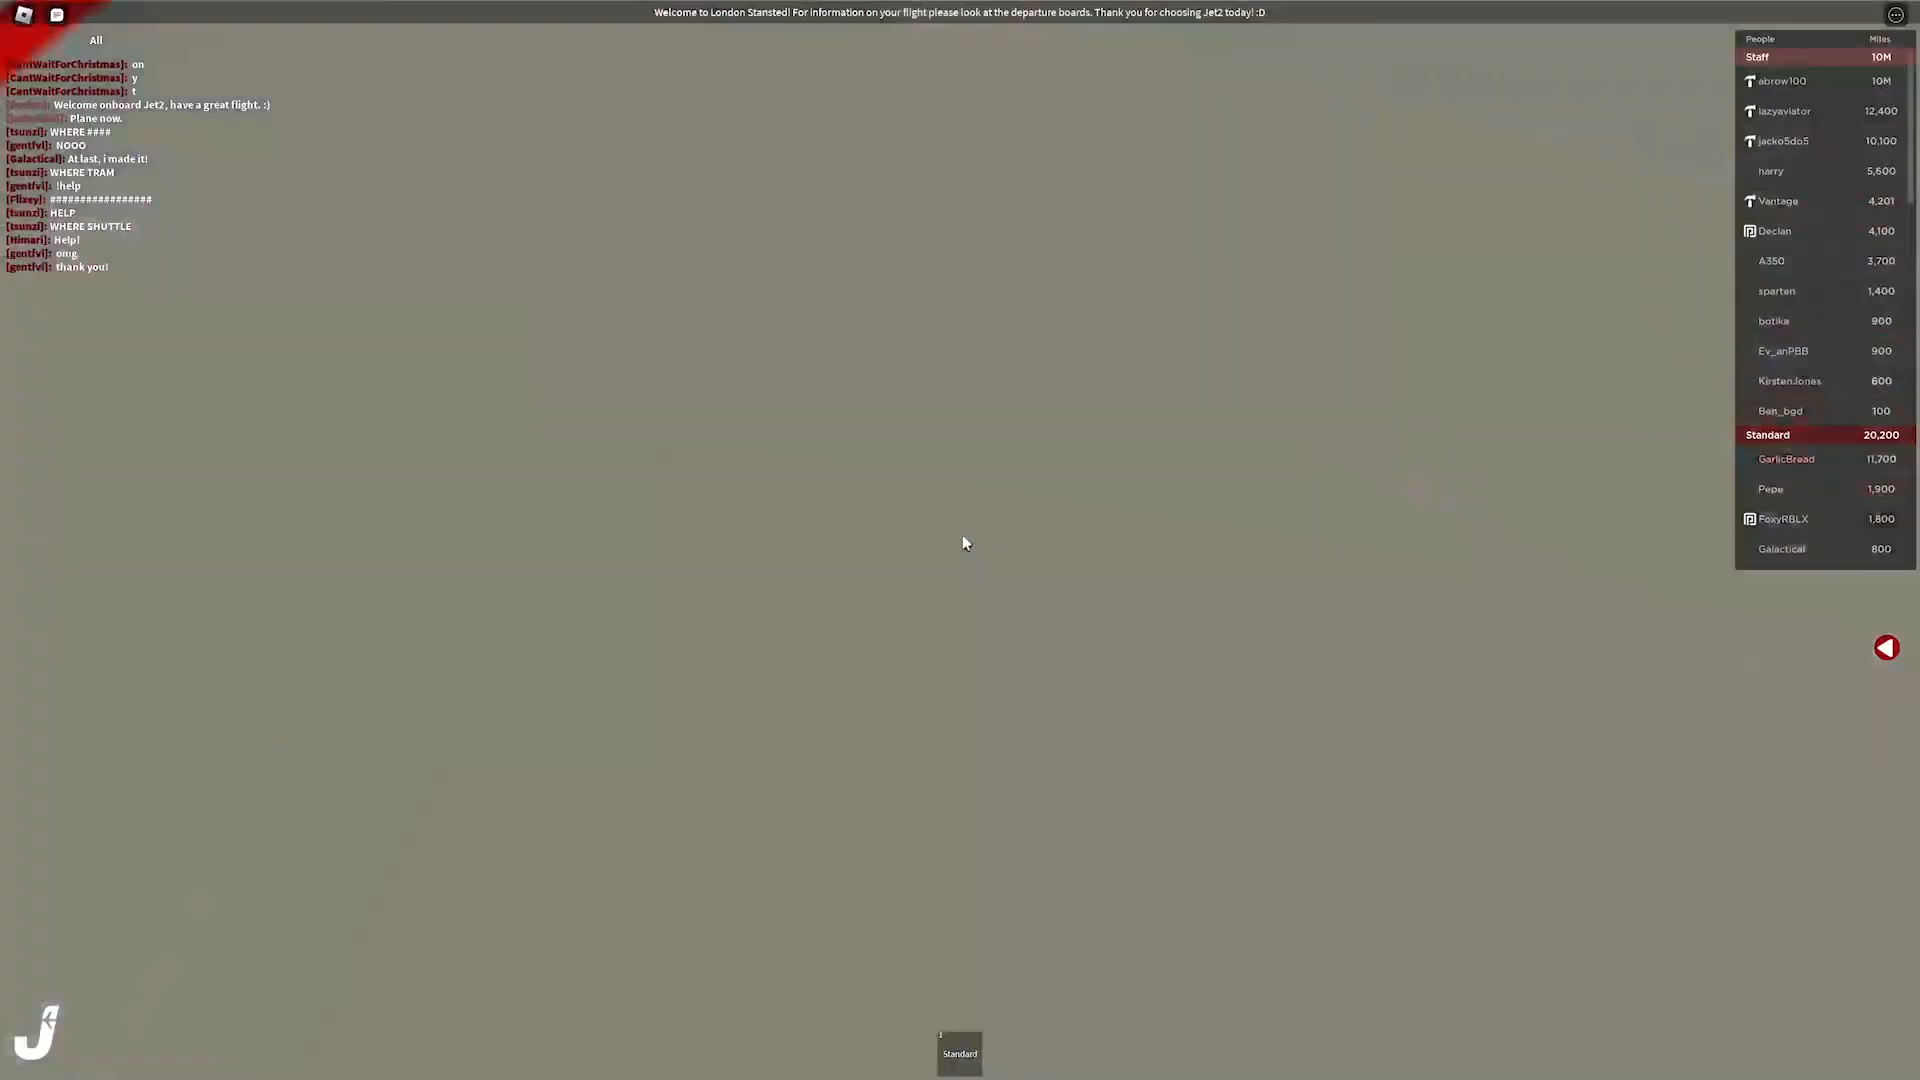 Welcome to London Stansted! For information on your flight please look at the departure boards. Thank you for choosing Jet2 today! :D
All
[CantWaitForChristmas]: on
[CantWaitForChristmas]: y
[CantWaitForChristmas]: t
Welcome onboard Jet2, have a great flight. :)
Plane now.
[tsunzi]: WHERE ####
[gentfvl]: NOOO
[Galactical]: At last, i made it!
[tsunzi]: WHERE TRAM
[gentfvl]: !help
[Flixey]: #################
[tsunzi]: HELP
[tsunzi]: WHERE SHUTTLE
[Himari]: Help!
[gentfvl]: omg
[gentfvl]: thank you!
People Miles
Staff 10M
abrow100 10M
lazyaviator 12,400
jacko5do5 10,100
harry 5,600
Vantage 4,201
Declan 4,100
A350 3,700
sparten 1,400
botika 900
Ev_anPBB 900
KirstenJones 600
Ben_bgd 100
Standard 20,200
GarlicBread 11,700
Pepe 1,900
FoxyRBLX 1,800
Galactical 800
J
1
Standard